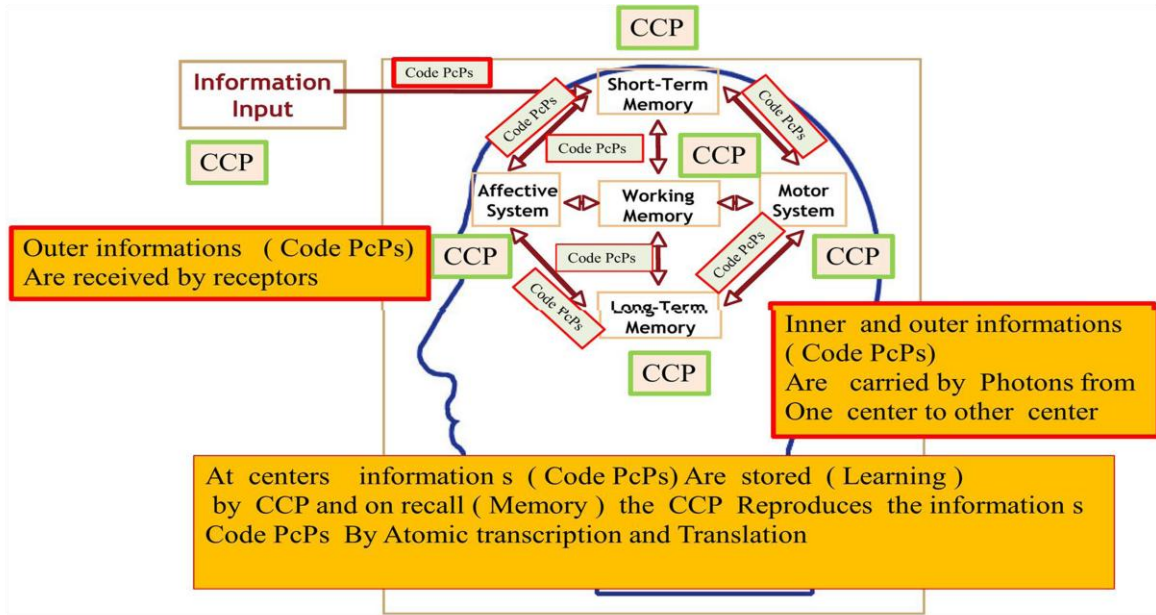 CCP
Code PcPs
Information
Input
Short-Term
Memory
Code PcPs
Code PcPs
Code PcPs
CCP
CCP
Affective
System
Working
Memory
Motor
System
Outer informations ( Code PcPs)
Are received by receptors
CCP
Code PcPs
Code PcPs
CCP
Code PcPs
Long-Term
Memory
CCP
Inner and outer informations
( Code PcPs)
Are carried by Photons from
One center to other center
At centers information s ( Code PcPs) Are stored ( Learning )
by CCP and on recall ( Memory ) the CCP Reproduces the information s
Code PcPs By Atomic transcription and Translation